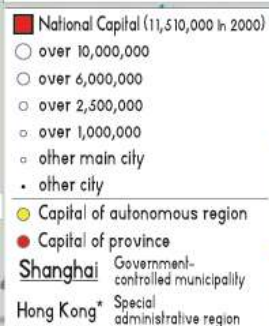 National Capital (11,510,000 in 2000)
over 10,000,000
over 6,000,000
over 2,500,000
over 1,000,000
other main city
other city
Capital of autonomous region
Capital of province
Shanghai Government-
controlled municipality
Hong Kong* Special
administrative region